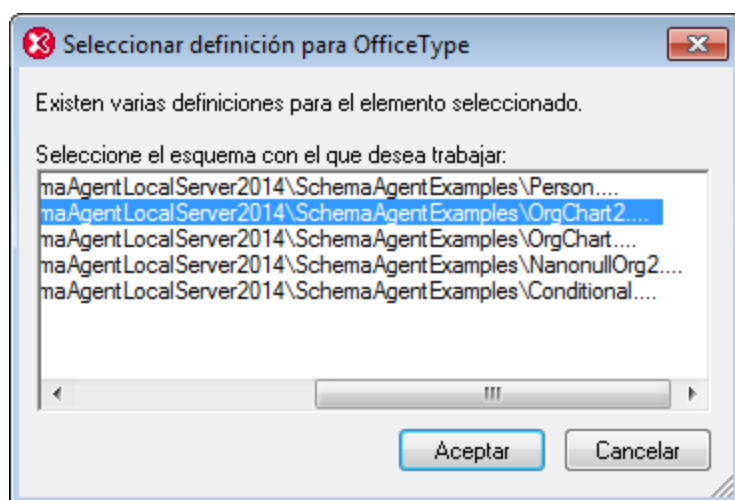 Seleccionar definición para OfficeType
Existen varias definiciones para el elemento seleccionado.
Seleccione el esquema con el que desea trabajar:
maAgentLocalServer2014\SchemaAgentExamples\Person....
maAgentLocalServer2014\SchemaAgentExamples\OrgChart2....
maAgentLocalServer2014\SchemaAgentExamples\OrgChart....
maAgentLocalServer2014\SchemaAgentExamples\NanonullOrg2....
maAgentLocalServer2014\SchemaAgentExamples\Conditional....
Aceptar Cancelar